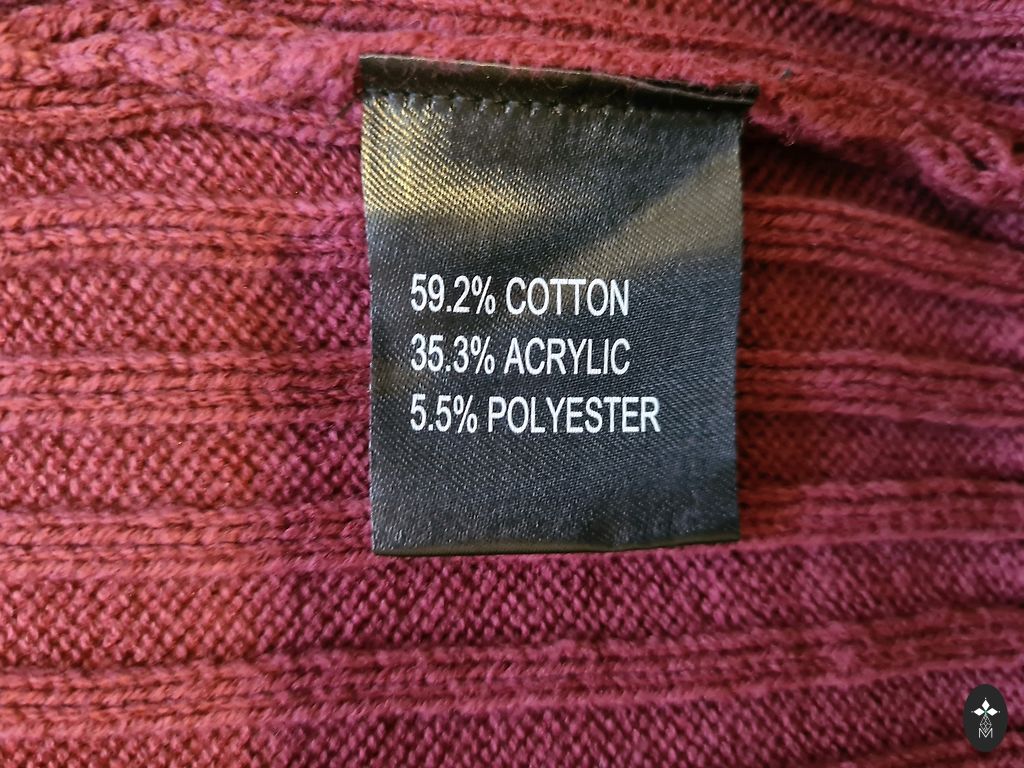 59.2% COTTON
35.3% ACRYLIC
5.5% POLYESTER
M